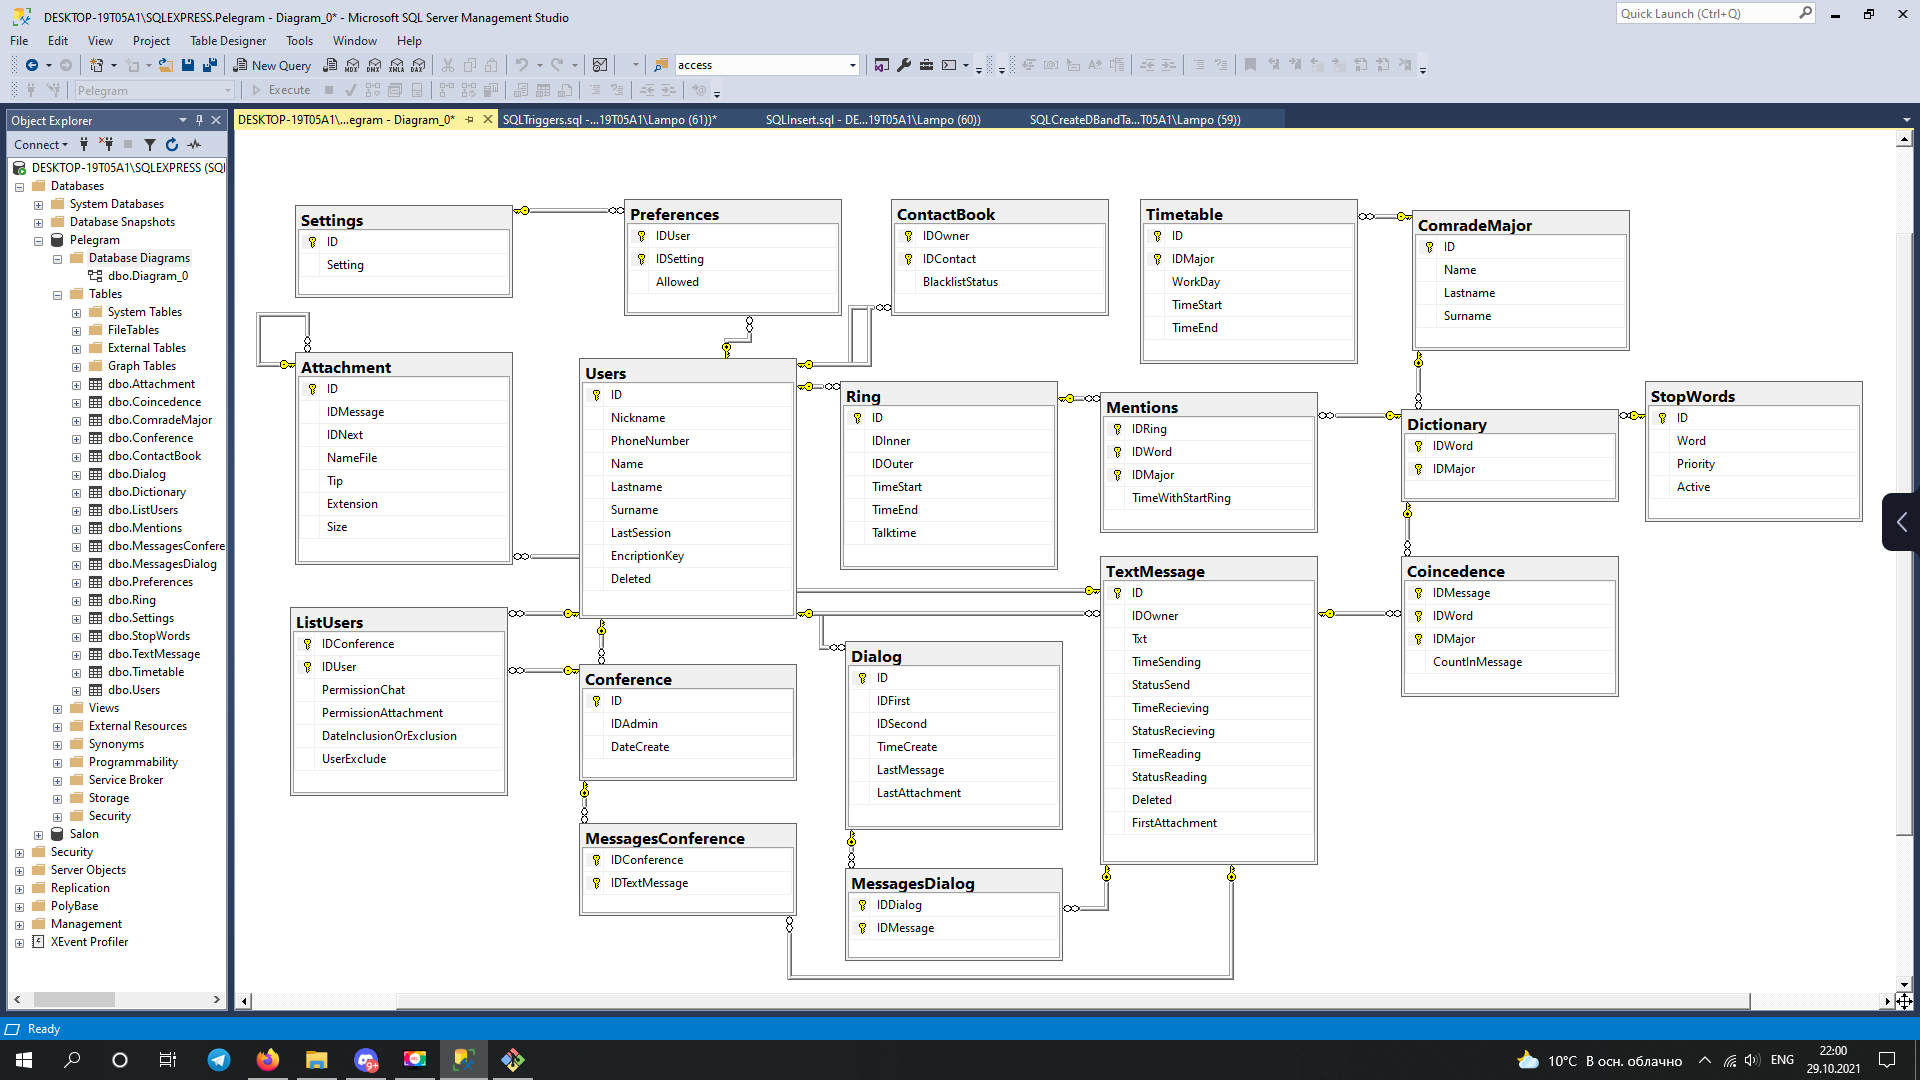 DESKTOP-19T05A1\SQLEXPRESS.Pelegram - Diagram_0* - Microsoft SQL Server Management Studio
Quick Launch (Ctrl+Q)
File Edit View Project Table Designer Tools Window Help
New Query
MDX
DMX
XMLA
DAX
access
Pelegram
Execute
Object Explorer
Connect
DESKTOP-19T05A1\SQLEXPRESS (SQl
Databases
System Databases
Database Snapshots
Pelegram
Database Diagrams
dbo.Diagram_0
Tables
System Tables
FileTables
External Tables
Graph Tables
dbo.Attachment
dbo.Coincedence
dbo.ComradeMajor
dbo.Conference
dbo.ContactBook
dbo.Dialog
dbo.Dictionary
dbo.ListUsers
dbo.Mentions
dbo.MessagesConfere
dbo.MessagesDialog
dbo.Preferences
dbo.Ring
dbo.Settings
dbo.StopWords
dbo.TextMessage
dbo.Timetable
dbo.Users
Views
External Resources
Synonyms
Programmability
Service Broker
Storage
Security
Salon
Security
Server Objects
Replication
PolyBase
Management
XEvent Profiler
DESKTOP-19T05A1\...egram - Diagram_0*
SQLTriggers.sql -...19T05A1\Lampo (61))*
SQLInsert.sql - DE...19T05A1\Lampo (60))
SQLCreateDBandTa...T05A1\Lampo (59))
Settings
ID
Setting
Preferences
IDUser
IDSetting
Allowed
ContactBook
IDOwner
IDContact
BlacklistStatus
Timetable
ID
IDMajor
WorkDay
TimeStart
TimeEnd
ComradeMajor
ID
Name
Lastname
Surname
Attachment
ID
IDMessage
IDNext
NameFile
Tip
Extension
Size
Users
ID
Nickname
PhoneNumber
Name
Lastname
Surname
LastSession
EncriptionKey
Deleted
Ring
ID
IDInner
IDOuter
TimeStart
TimeEnd
Talktime
Mentions
IDRing
IDWord
IDMajor
TimeWithStartRing
Dictionary
IDWord
IDMajor
StopWords
ID
Word
Priority
Active
ListUsers
IDConference
IDUser
PermissionChat
PermissionAttachment
DateInclusionOrExclusion
UserExclude
Conference
ID
IDAdmin
DateCreate
Dialog
ID
IDFirst
IDSecond
TimeCreate
LastMessage
LastAttachment
TextMessage
ID
IDOwner
Txt
TimeSending
StatusSend
TimeRecieving
StatusRecieving
TimeReading
StatusReading
Deleted
FirstAttachment
Coincedence
IDMessage
IDWord
IDMajor
CountInMessage
MessagesConference
IDConference
IDTextMessage
MessagesDialog
IDDialog
IDMessage
Ready
9+
10°C В осн. облачно
ENG
22:00
29.10.2021